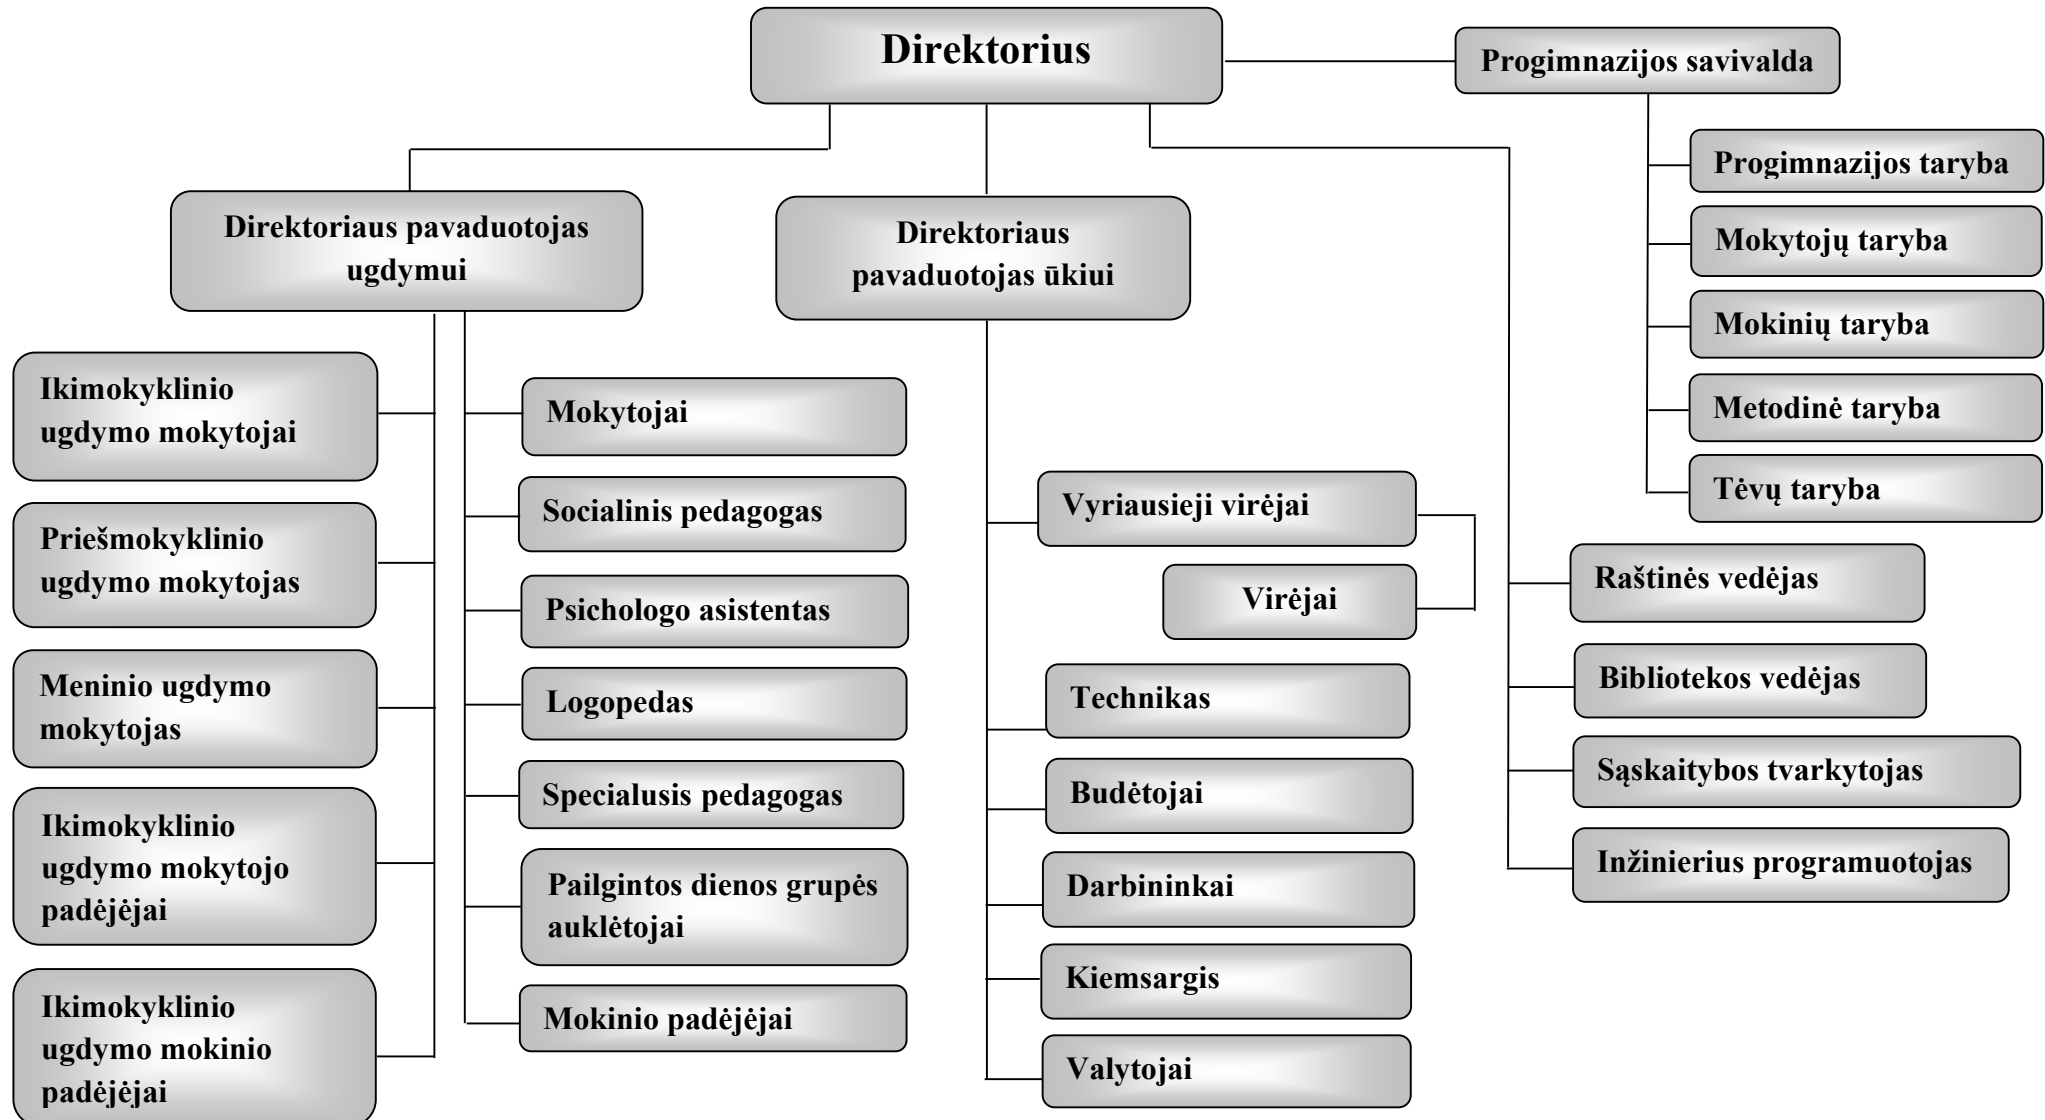 Direktorius
Progimnazijos savivalda
Progimnazijos taryba
Mokytojų taryba
Mokinių taryba
Metodinė taryba
Tėvų taryba
Direktoriaus pavaduotojas
ugdymui
Direktoriaus
pavaduotojas ūkiui
Ikimokyklinio
ugdymo mokytojai
Priešmokyklinio
ugdymo mokytojas
Meninio ugdymo
mokytojas
Ikimokyklinio
ugdymo mokytojo
padėjėjai
Ikimokyklinio
ugdymo mokinio
padėjėjai
Mokytojai
Socialinis pedagogas
Psichologo asistentas
Logopedas
Specialusis pedagogas
Pailgintos dienos grupės
auklėtojai
Mokinio padėjėjai
Vyriausieji virėjai
Virėjai
Technikas
Budėtojai
Darbininkai
Kiemsargis
Valytojai
Raštinės vedėjas
Bibliotekos vedėjas
Sąskaitybos tvarkytojas
Inžinierius programuotojas